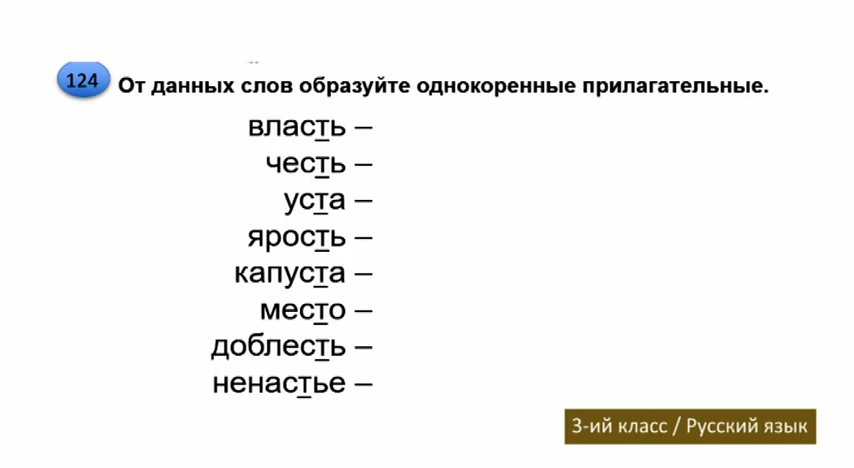 124 От данных слов образуйте однокоренные прилагательные.
власть –
честь –
уста –
ярость –
капуста –
место –
доблесть –
ненастье –
3-ий класс / Русский язык